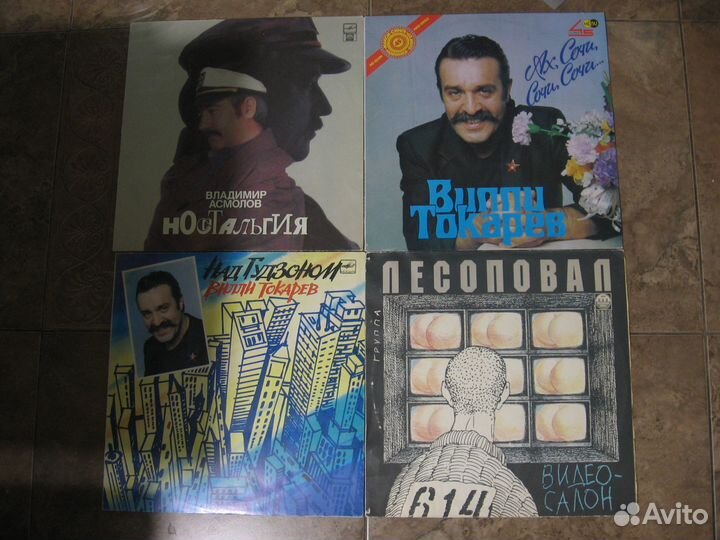 ВЛАДИМИР
АСМОЛОВ
НОСТАЛЬГИЯ
Ах, Сочи,
Сочи, Сочи...
Вилли
Токарев
НАД ГУДЗОНОМ
ВИЛЛИ ТОКАРЕВ
ЛЕСОПОВАЛ
ГРУППА
ВИДЕО-
САЛОН
614
Avito